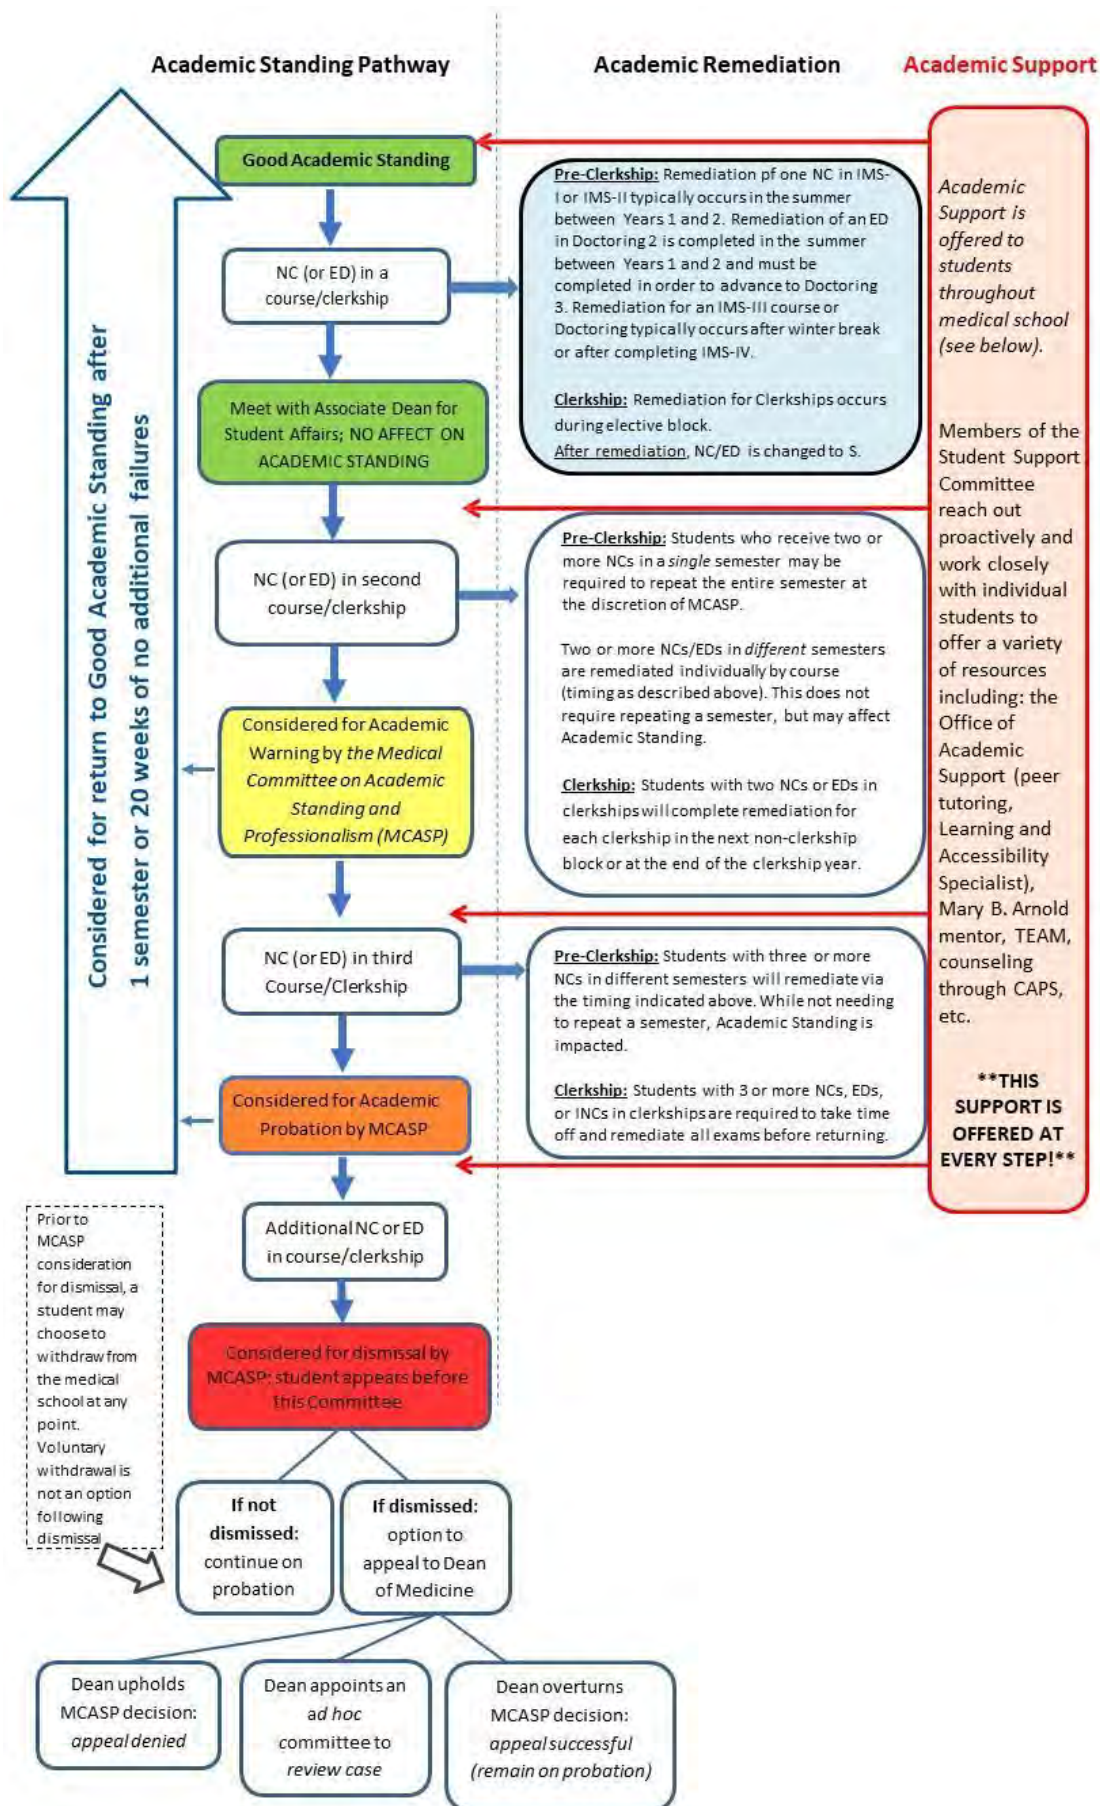 Academic Standing Pathway
Academic Remediation
Academic Support
Considered for return to Good Academic Standing after
1 semester or 20 weeks of no additional failures
Good Academic Standing
NC (or ED) in a
course/clerkship
Meet with Associate Dean for
Student Affairs; NO AFFECT ON
ACADEMIC STANDING
NC (or ED) in second
course/clerkship
Considered for Academic
Warning by the Medical
Committee on Academic
Standing and
Professionalism (MCASP)
NC (or ED) in third
Course/Clerkship
Considered for Academic
Probation by MCASP
Additional NC or ED
in course/clerkship
Considered for dismissal by
MCASP; student appears before
this Committee
Pre-Clerkship: Remediation pf one NC in IMS-
I or IMS-II typically occurs in the summer
between Years 1 and 2. Remediation of an ED
in Doctoring 2 is completed in the summer
between Years 1 and 2 and must be
completed in order to advance to Doctoring
3. Remediation for an IMS-III course or
Doctoring typically occurs after winter break
or after completing IMS-IV.
Clerkship: Remediation for Clerkships occurs
during elective block.
After remediation, NC/ED is changed to S.
Pre-Clerkship: Students who receive two or
more NCs in a single semester may be
required to repeat the entire semester at
the discretion of MCASP.
Two or more NCs/EDs in different semesters
are remediated individually by course
(timing as described above). This does not
require repeating a semester, but may affect
Academic Standing.
Clerkship: Students with two NCs or EDs in
clerkships will complete remediation for
each clerkship in the next non-clerkship
block or at the end of the clerkship year.
Pre-Clerkship: Students with three or more
NCs in different semesters will remediate via
the timing indicated above. While not needing
to repeat a semester, Academic Standing is
impacted.
Clerkship: Students with 3 or more NCs, EDs,
or INCs in clerkships are required to take time
off and remediate all exams before returning.
Academic
Support is
offered to
students
throughout
medical school
(see below).
Members of the
Student Support
Committee
reach out
proactively and
work closely
with individual
students to
offer a variety
of resources
including: the
Office of
Academic
Support (peer
tutoring,
Learning and
Accessibility
Specialist),
Mary B. Arnold
mentor, TEAM,
counseling
through CAPS,
etc.
**THIS
SUPPORT IS
OFFERED AT
EVERY STEP!**
Prior to
MCASP
consideration
for dismissal, a
student may
choose to
withdraw from
the medical
school at any
point.
Voluntary
withdrawal is
not an option
following
dismissal
If not
dismissed:
continue on
probation
If dismissed:
option to
appeal to Dean
of Medicine
Dean upholds
MCASP decision:
appeal denied
Dean appoints an
ad hoc
committee to
review case
Dean overturns
MCASP decision:
appeal successful
(remain on probation)